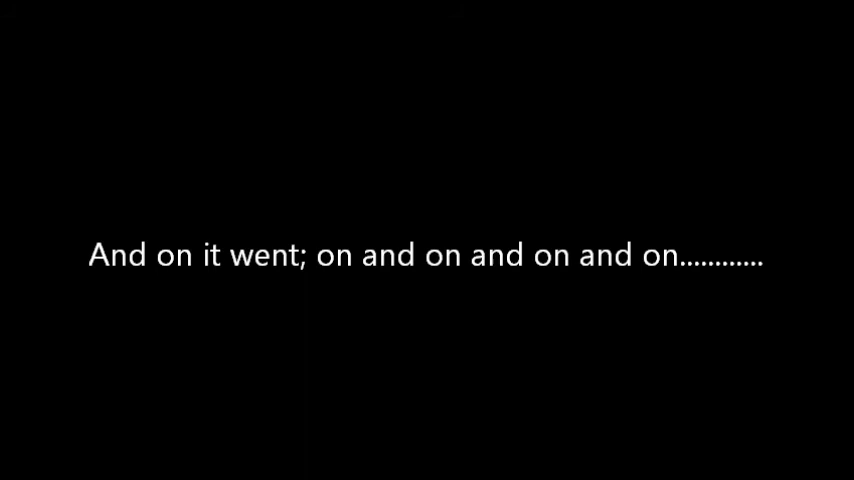 And on it went; on and on and on and on............